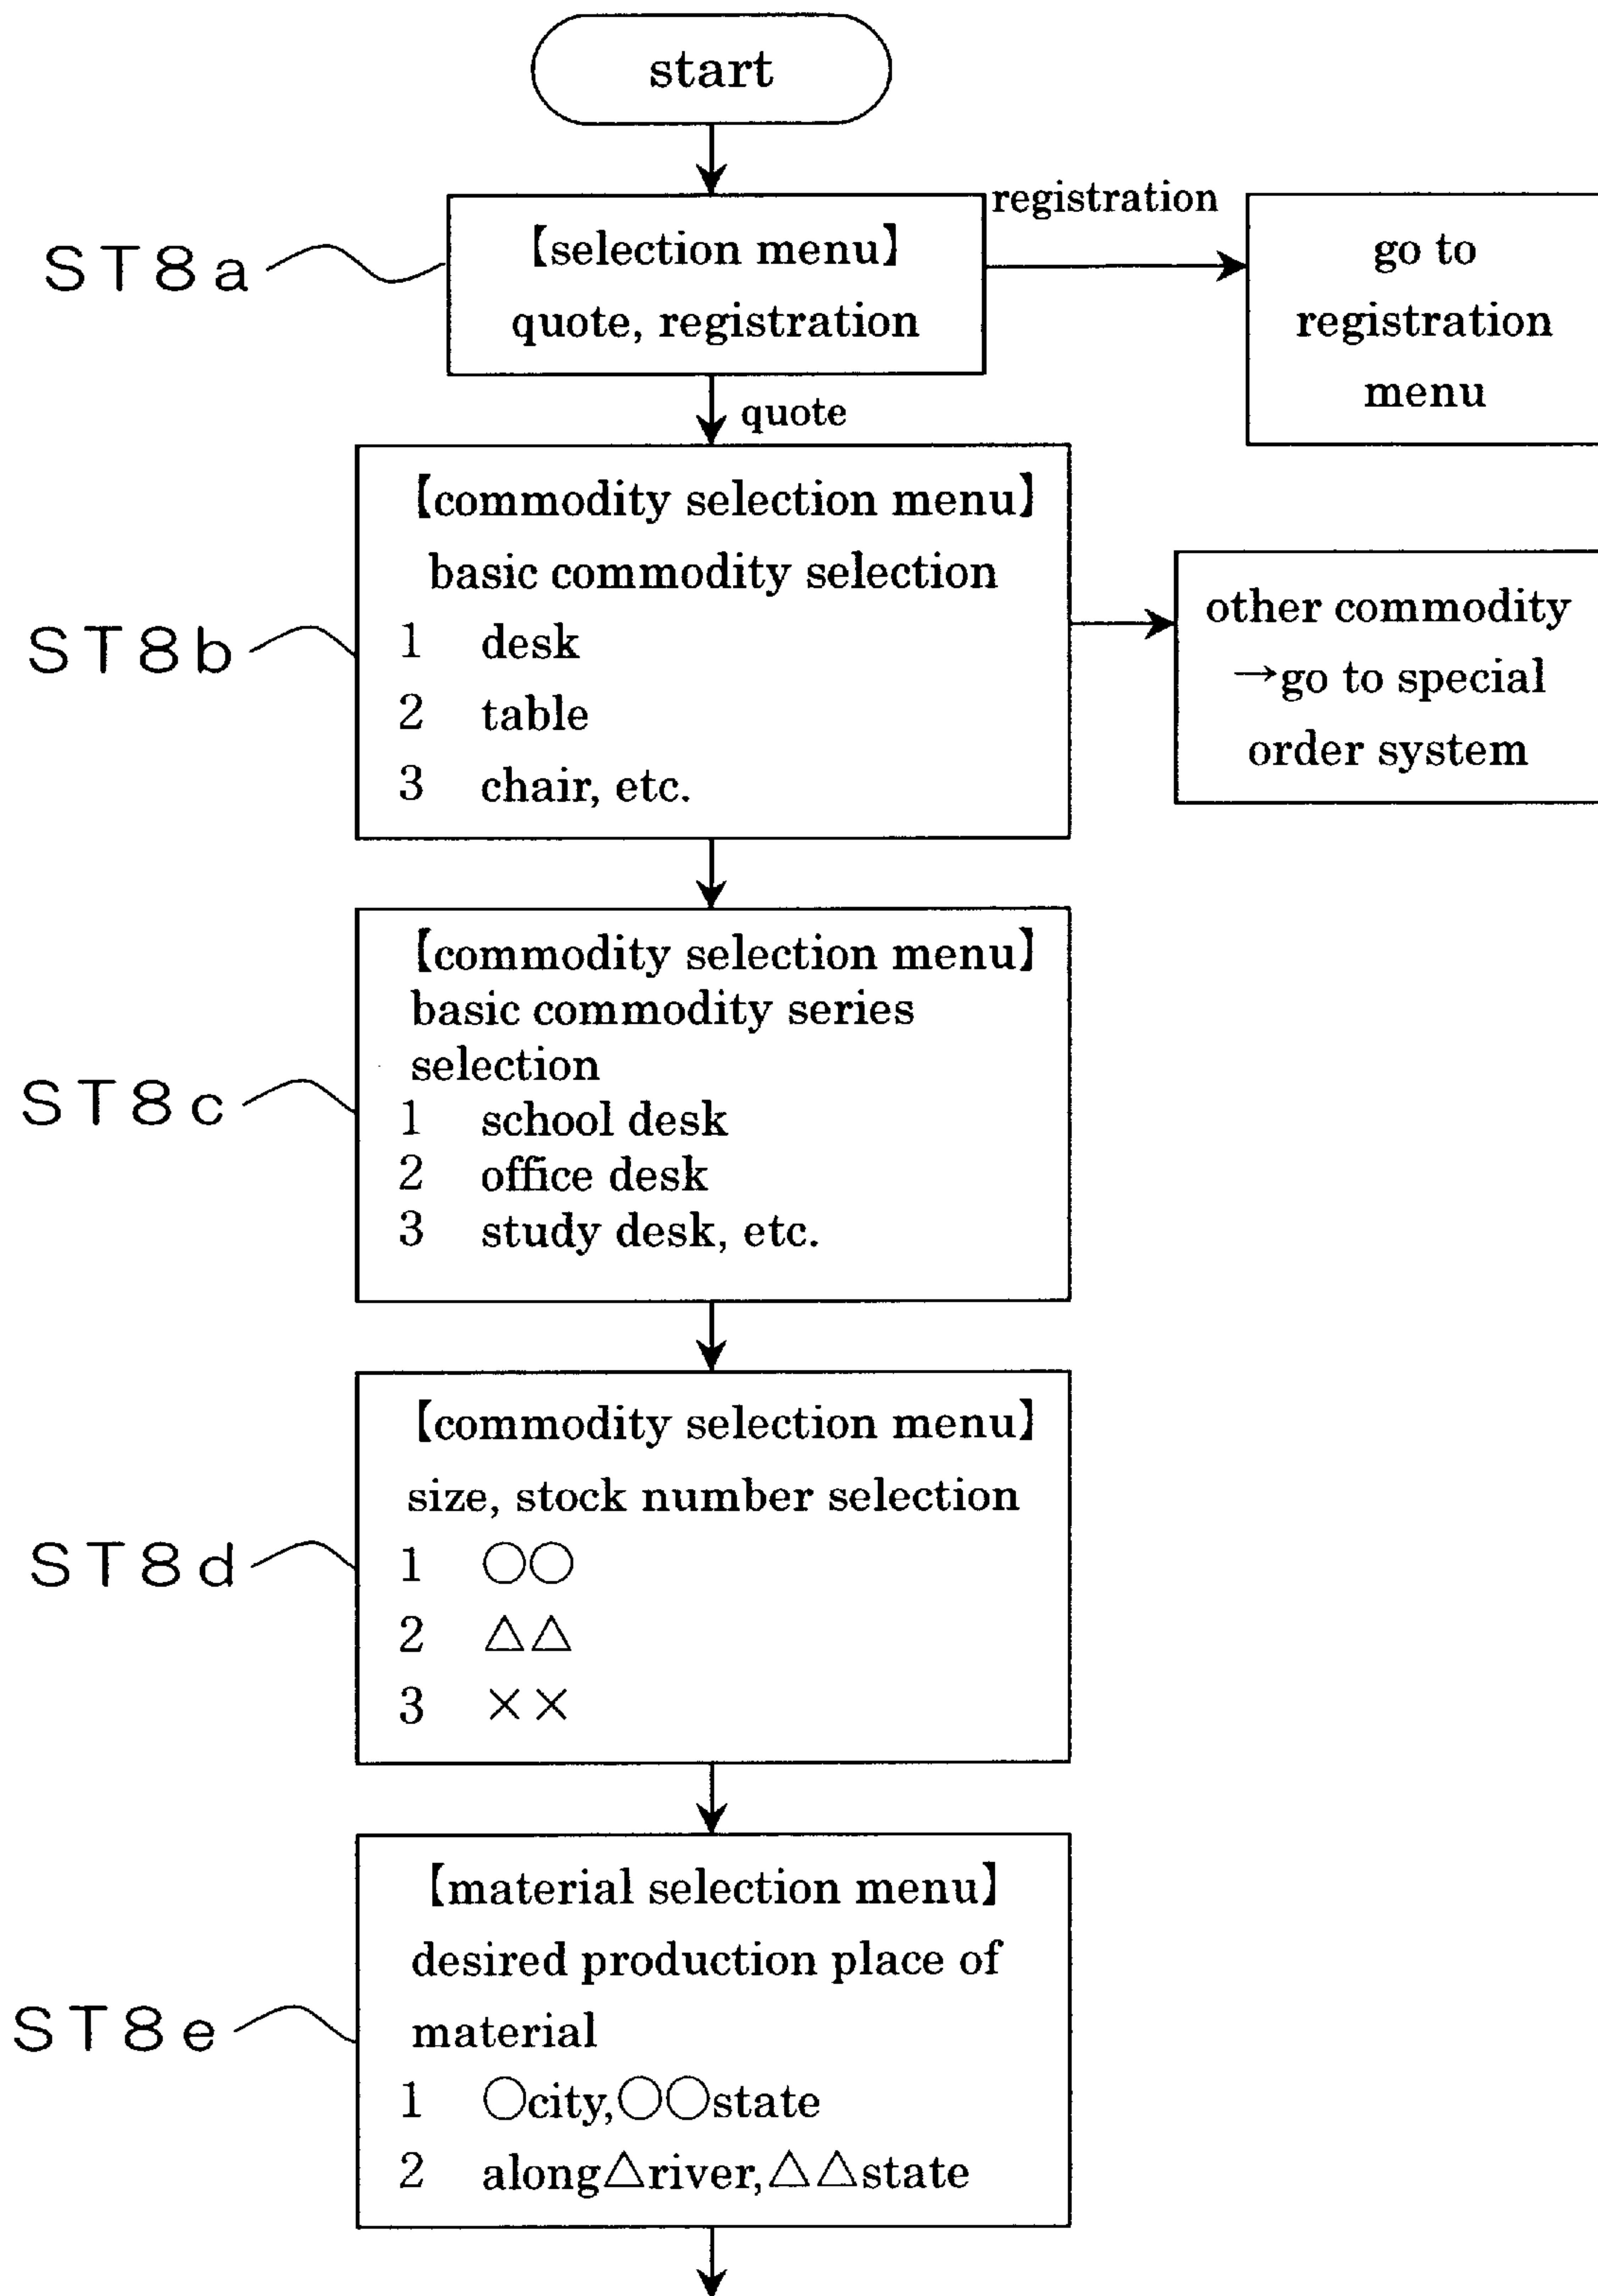 start
ST8a
【selection menu】
quote, registration
registration
go to
registration
menu
quote
ST8b
【commodity selection menu】
basic commodity selection
1 desk
2 table
3 chair, etc.
other commodity
→go to special
order system
ST8c
【commodity selection menu】
basic commodity series
selection
1 school desk
2 office desk
3 study desk, etc.
ST8d
【commodity selection menu】
size, stock number selection
1 ○○
2 △△
3 ××
ST8e
【material selection menu】
desired production place of
material
1 ○city,○○state
2 along△river,△△state